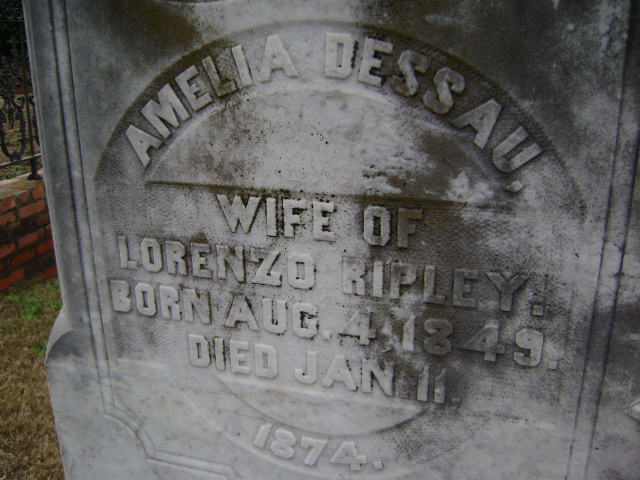 AMELIA DESSAU,
WIFE OF
LORENZO RIPLEY.
BORN AUG. 4, 1849.
DIED JAN. 11.
1874.